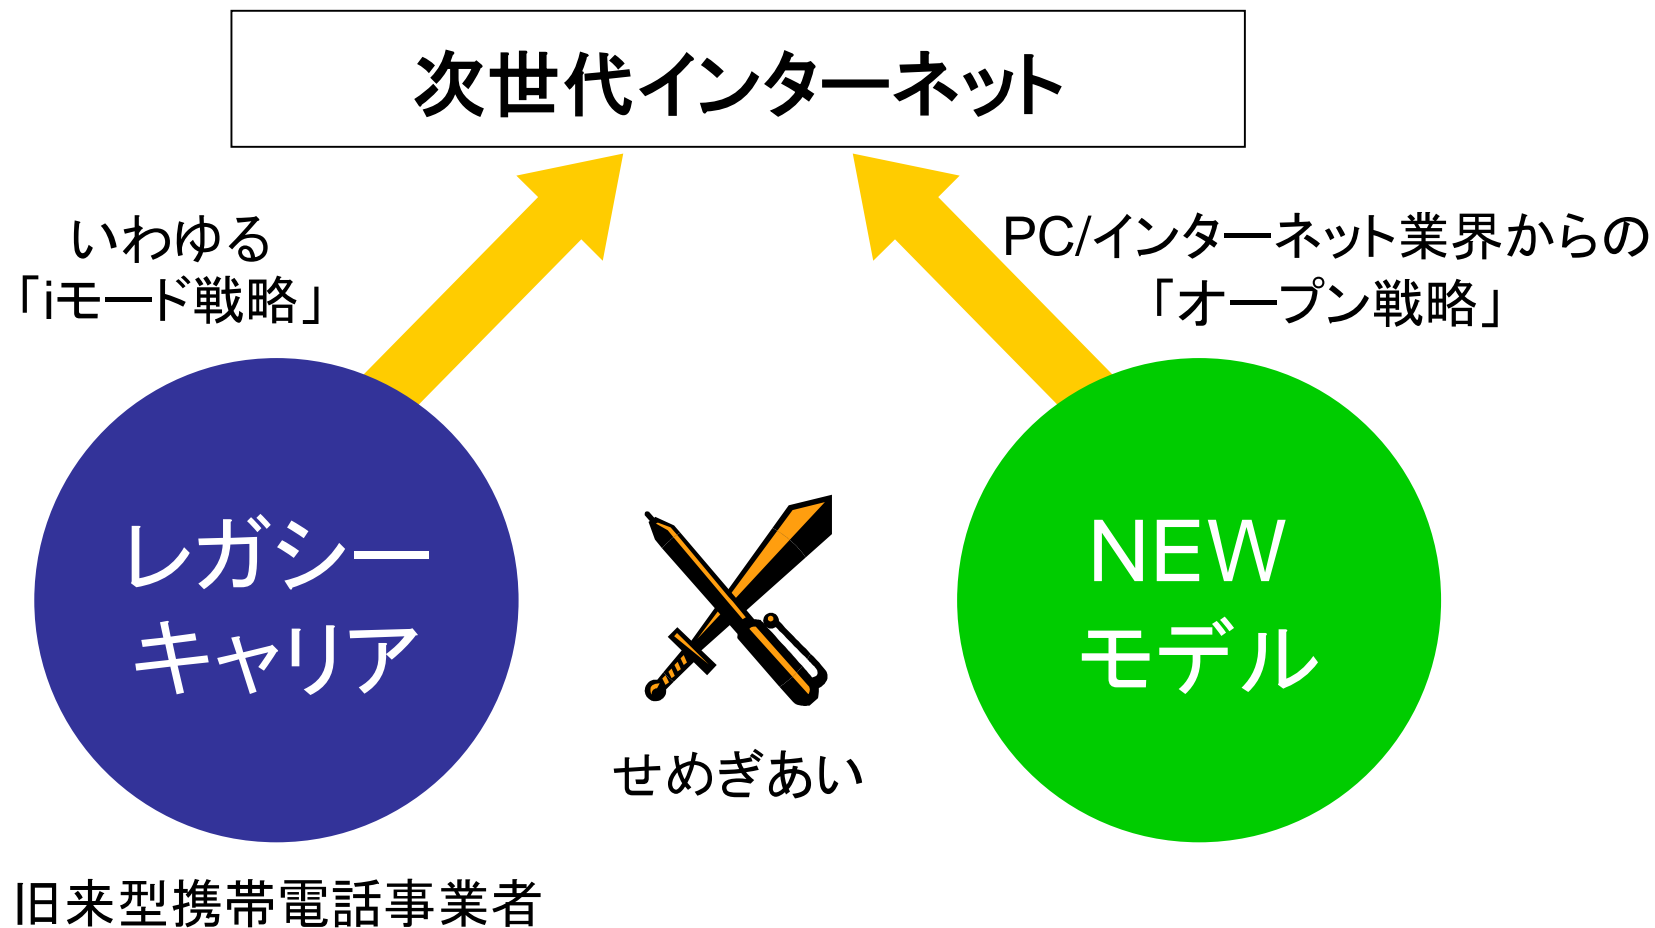 次世代インターネット
いわゆる
「iモード戦略」
PC/インターネット業界からの
「オープン戦略」
レガシー
キャリア
NEW
モデル
せめぎあい
旧来型携帯電話事業者